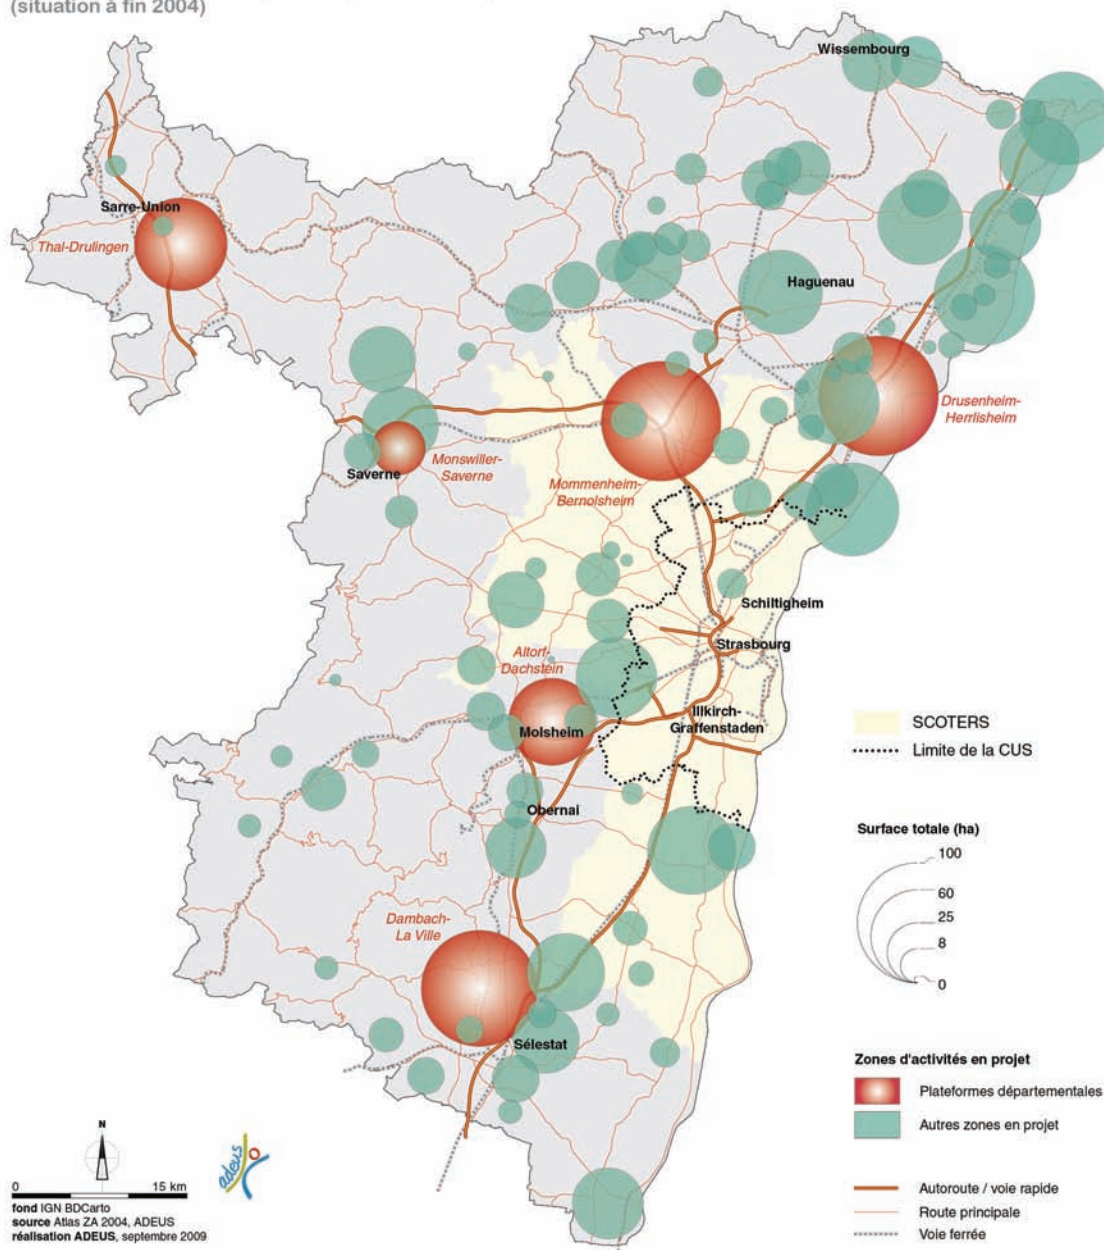 (situation à fin 2004)
Wissembourg
Sarre-Union
Thal-Drulingen
Haguenau
Drusenheim-
Herrlisheim
Monswiller-
Saverne
Saverne
Mommenheim-
Bernolsheim
Schiltigheim
Strasbourg
Altorf-
Dachstein
Molsheim
Illkirch-
Graffenstaden
Obernai
Dambach-
La Ville
Sélestat
SCOTERS
Limite de la CUS
Surface totale (ha)
100
60
25
8
0
Zones d'activités en projet
Plateformes départementales
Autres zones en projet
Autoroute / voie rapide
Route principale
Voie ferrée
N
0 15 km
adeus
fond IGN BDCarto
source Atlas ZA 2004, ADEUS
réalisation ADEUS, septembre 2009